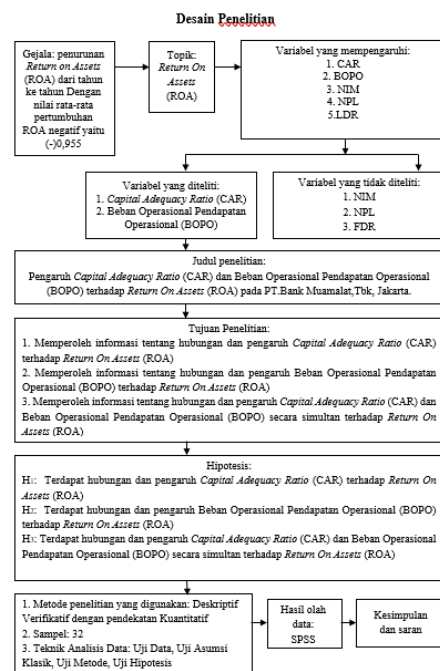 Desain Penelitian
Gejala: penurunan
Return on Assets
(ROA) dari tahun
ke tahun Dengan
nilai rata-rata
pertumbuhan
ROA negatif yaitu
(-)0,955
Topik:
Return On
Assets
(ROA)
Variabel yang mempengaruhi:
1. CAR
2. BOPO
3. NIM
4. NPL
5.LDR
Variabel yang diteliti:
1. Capital Adequacy Ratio (CAR)
2. Beban Operasional Pendapatan
Operasional (BOPO)
Variabel yang tidak diteliti:
1. NIM
2. NPL
3. FDR
Judul penelitian:
Pengaruh Capital Adequacy Ratio (CAR) dan Beban Operasional Pendapatan Operasional
(BOPO) terhadap Return On Assets (ROA) pada PT.Bank Muamalat,Tbk, Jakarta.
Tujuan Penelitian:
1. Memperoleh informasi tentang hubungan dan pengaruh Capital Adequacy Ratio (CAR)
terhadap Return On Assets (ROA)
2. Memperoleh informasi tentang hubungan dan pengaruh Beban Operasional Pendapatan
Operasional (BOPO) terhadap Return On Assets (ROA)
3. Memperoleh informasi tentang hubungan dan pengaruh Capital Adequacy Ratio (CAR) dan
Beban Operasional Pendapatan Operasional (BOPO) secara simultan terhadap Return On
Assets (ROA)
Hipotesis:
H1: Terdapat hubungan dan pengaruh Capital Adequacy Ratio (CAR) terhadap Return On
Assets (ROA)
H2: Terdapat hubungan dan pengaruh Beban Operasional Pendapatan Operasional (BOPO)
terhadap Return On Assets (ROA)
H3: Terdapat hubungan dan pengaruh Capital Adequacy Ratio (CAR) dan Beban Operasional
Pendapatan Operasional (BOPO) secara simultan terhadap Return On Assets (ROA)
1. Metode penelitian yang digunakan: Deskriptif
Verifikatif dengan pendekatan Kuantitatif
2. Sampel: 32
3. Teknik Analisis Data: Uji Data, Uji Asumsi
Klasik, Uji Metode, Uji Hipotesis
Hasil olah
data:
SPSS
Kesimpulan
dan saran